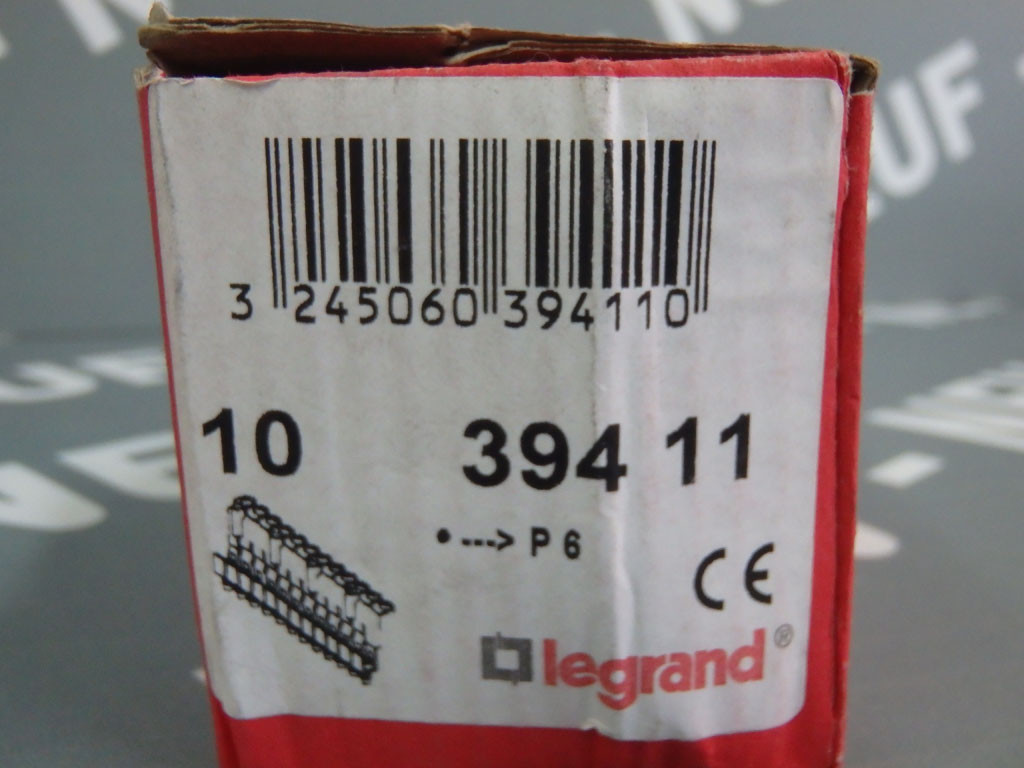 3 245060 394110
10 394 11
•---> P 6
CE
legrand®